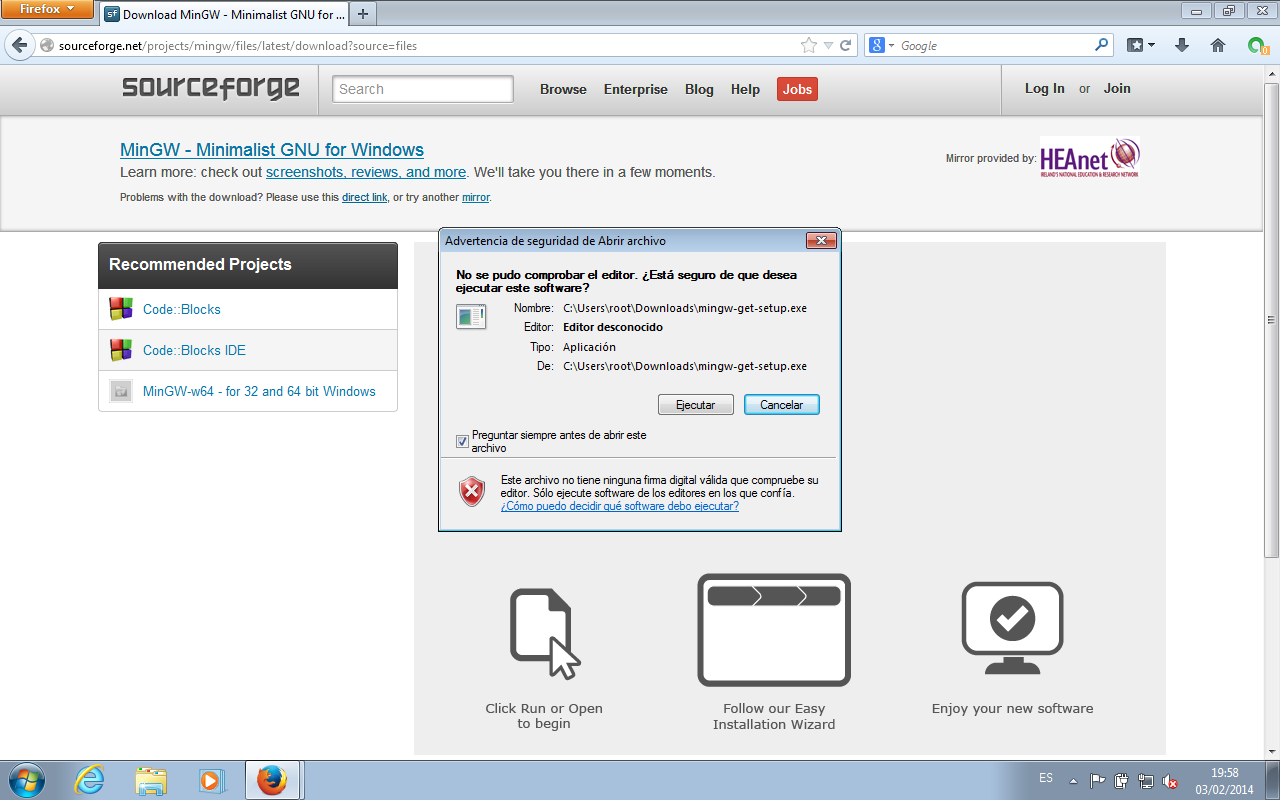 Firefox
Download MinGW - Minimalist GNU for ...
sourceforge.net/projects/mingw/files/latest/download?source=files
Google
sourceforge
Search
Browse
Enterprise
Blog
Help
Jobs
Log In or Join
MinGW - Minimalist GNU for Windows
Learn more: check out screenshots, reviews, and more. We'll take you there in a few moments.
Problems with the download? Please use this direct link, or try another mirror.
Mirror provided by:
HEAnet
IRELAND'S NATIONAL EDUCATION & RESEARCH NETWORK
Recommended Projects
Code::Blocks
Code::Blocks IDE
MinGW-w64 - for 32 and 64 bit Windows
Advertencia de seguridad de Abrir archivo
No se pudo comprobar el editor. ¿Está seguro de que desea
ejecutar este software?
Nombre: C:\Users\root\Downloads\mingw-get-setup.exe
Editor: Editor desconocido
Tipo: Aplicación
De: C:\Users\root\Downloads\mingw-get-setup.exe
Ejecutar
Cancelar
Preguntar siempre antes de abrir este
archivo
Este archivo no tiene ninguna firma digital válida que compruebe su
editor. Sólo ejecute software de los editores en los que confía.
¿Cómo puedo decidir qué software debo ejecutar?
Click Run or Open
to begin
Follow our Easy
Installation Wizard
Enjoy your new software
ES
19:58
03/02/2014